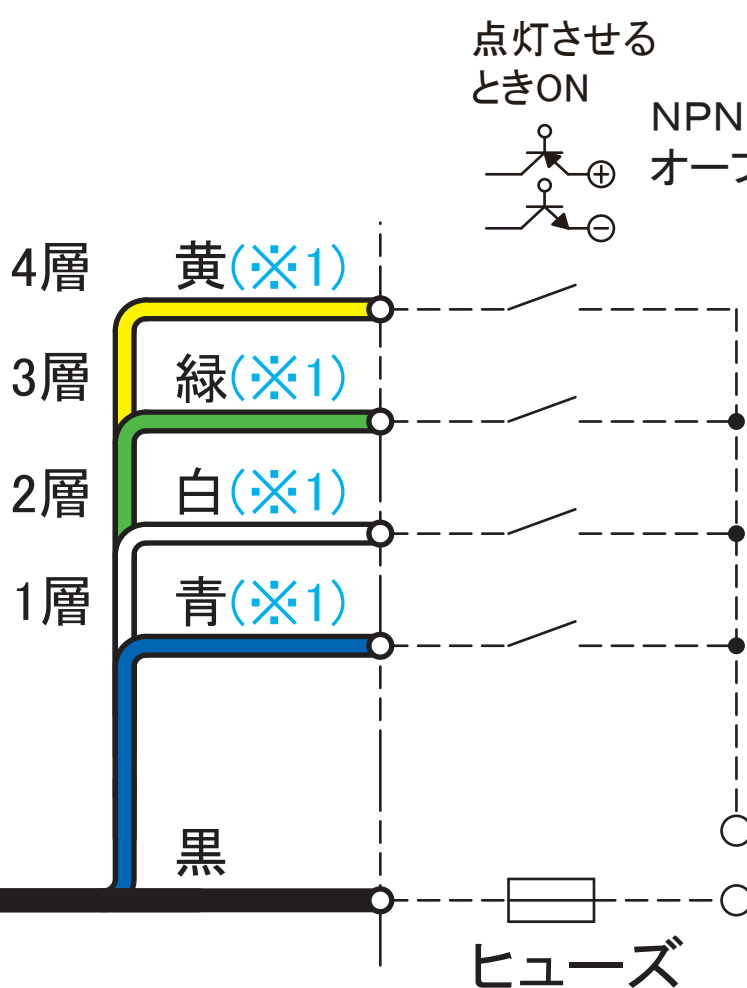 点灯させる
ときON
NPN
オープ
4層 黄(※1)
3層 緑(※1)
2層 白(※1)
1層 青(※1)
黒
ヒューズ